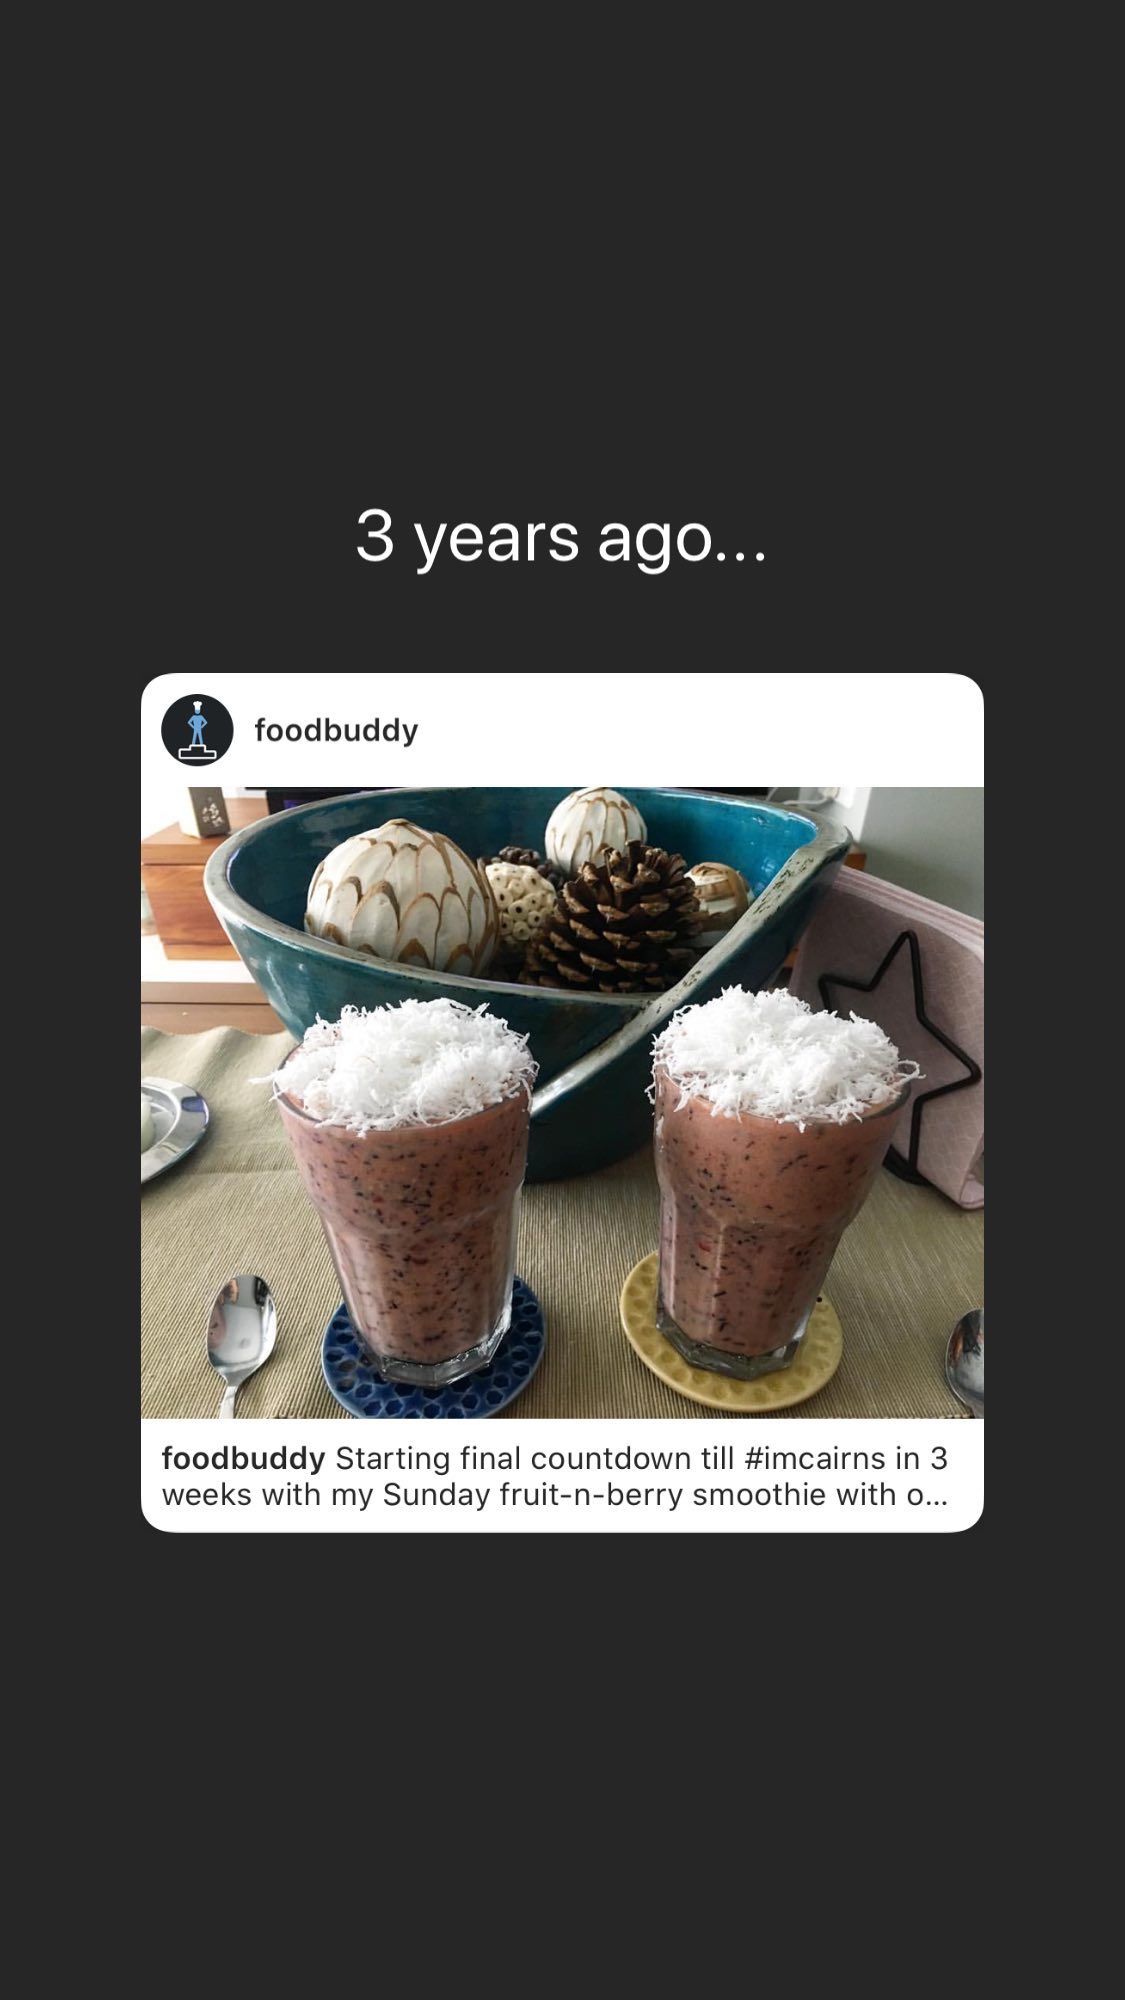 3 years ago...
foodbuddy
foodbuddy Starting final countdown till #imcairns in 3
weeks with my Sunday fruit-n-berry smoothie with o...